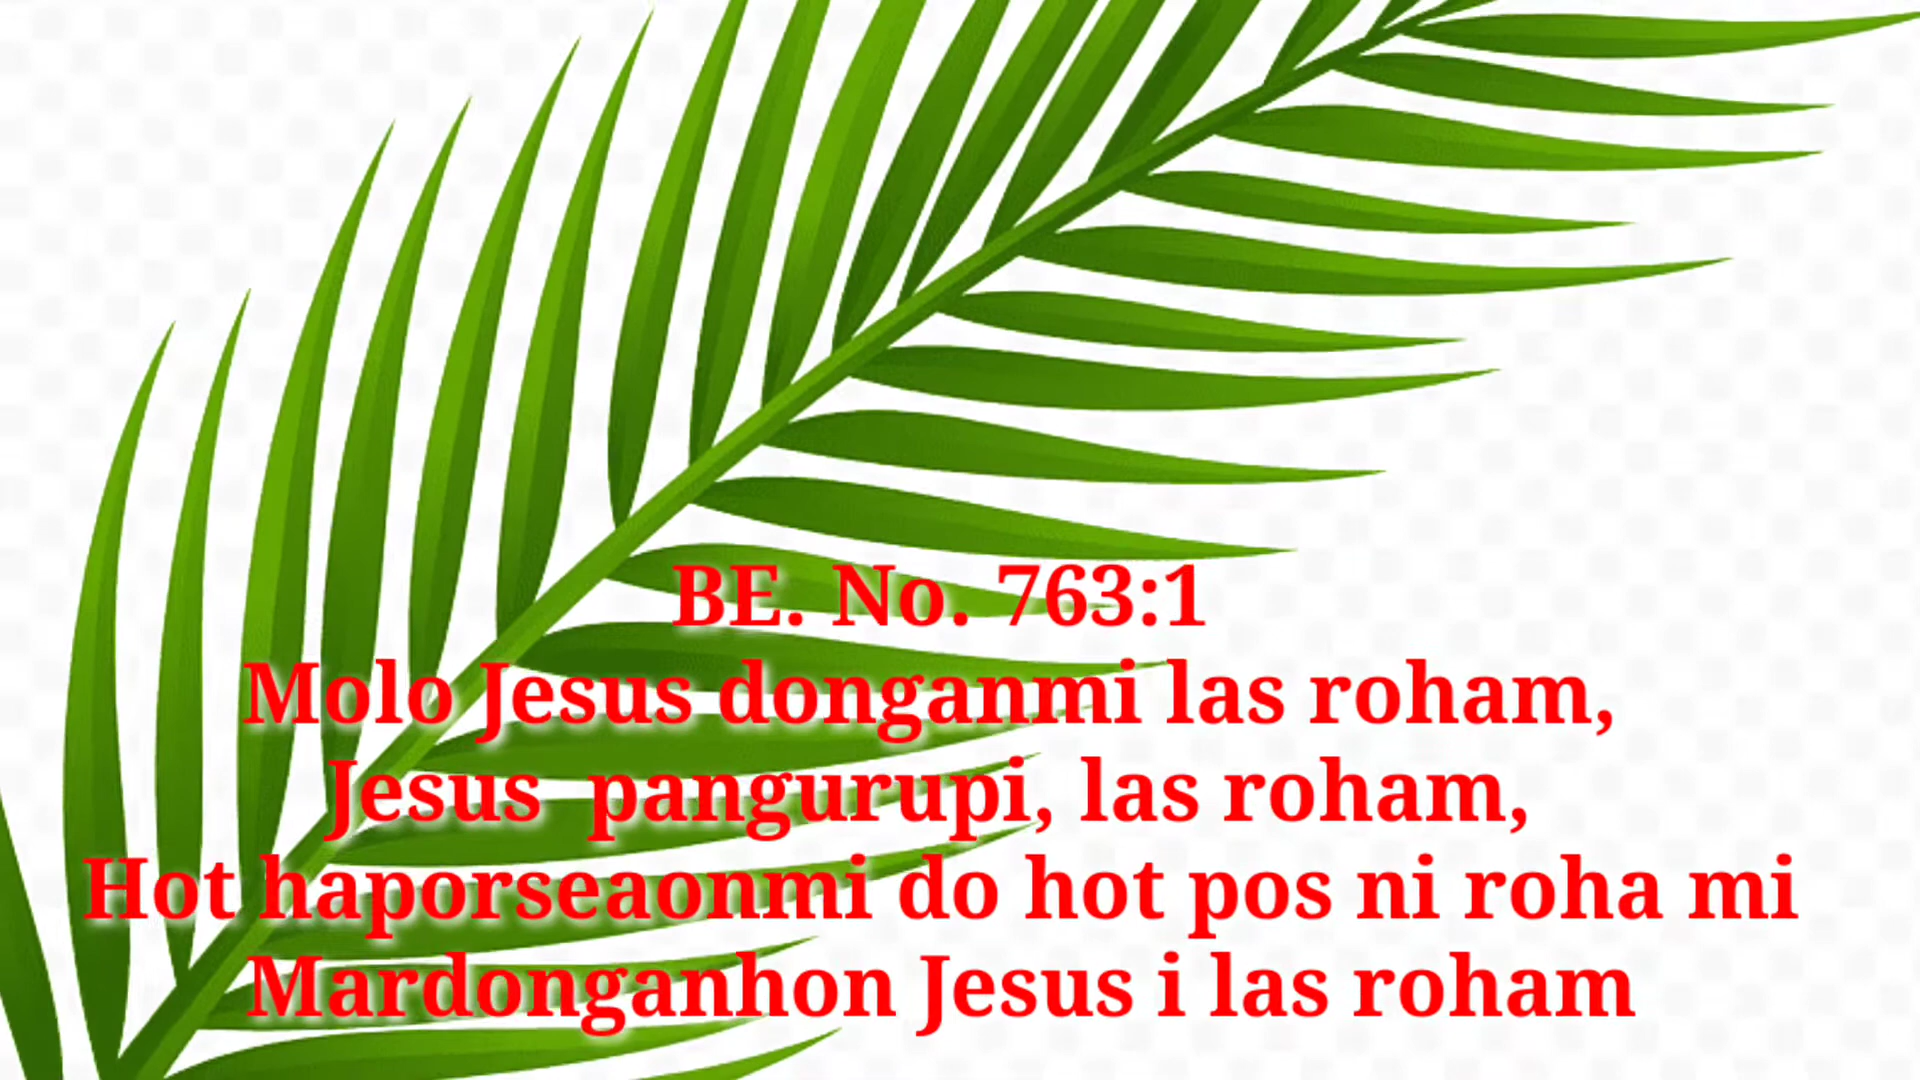 BE. No. 763:1
Molo Jesus donganmi las roham,
Jesus  pangurupi, las roham,
Hot haporseaonmi do hot pos ni roha mi
Mardonganhon Jesus i las roham